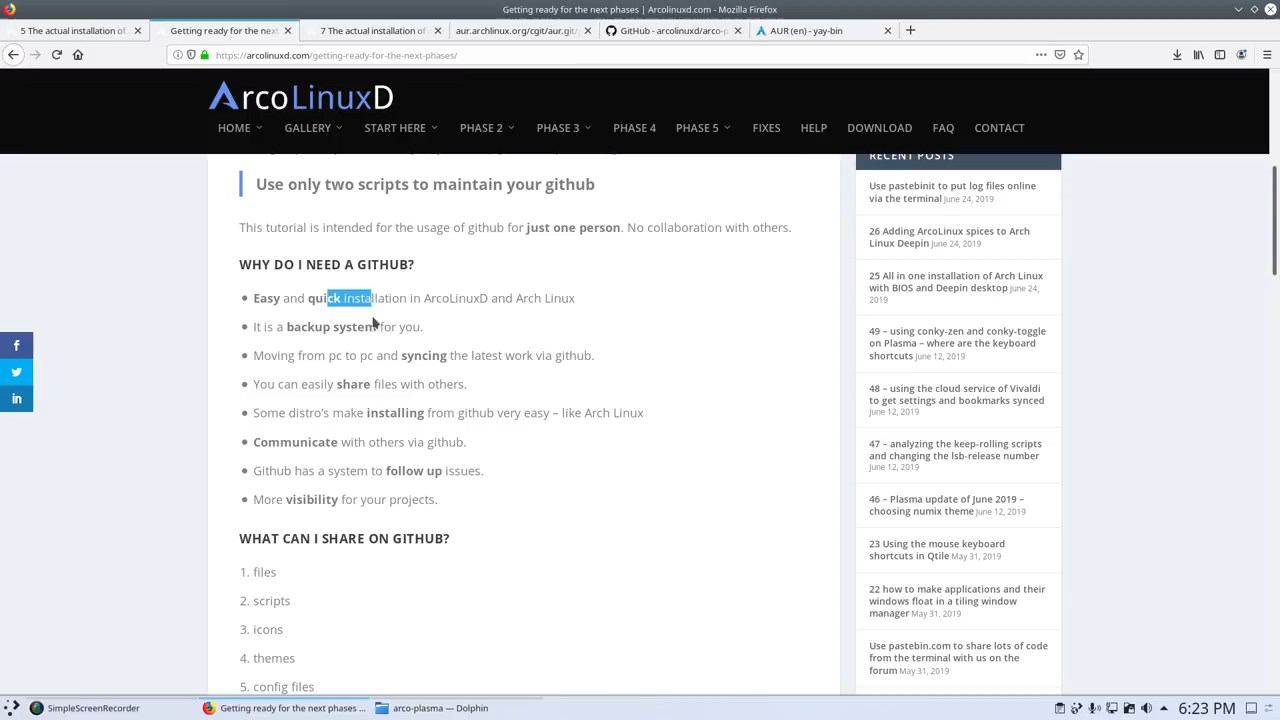 Getting ready for the next phases | Arcolinuxd.com - Mozilla Firefox
5 The actual installation of
Getting ready for the next
7 The actual installation of
aur.archlinux.org/cgit/aur.git/
GitHub - arcolinuxd/arco-p
AUR (en) - yay-bin
https://arcolinuxd.com/getting-ready-for-the-next-phases/
ArcoLinuxD
HOME GALLERY START HERE PHASE 2 PHASE 3 PHASE 4 PHASE 5 FIXES HELP DOWNLOAD FAQ CONTACT
Use only two scripts to maintain your github
This tutorial is intended for the usage of github for just one person. No collaboration with others.
WHY DO I NEED A GITHUB?
• Easy and quick installation in ArcoLinuxD and Arch Linux
• It is a backup system for you.
• Moving from pc to pc and syncing the latest work via github.
• You can easily share files with others.
• Some distro's make installing from github very easy – like Arch Linux
• Communicate with others via github.
• Github has a system to follow up issues.
• More visibility for your projects.
WHAT CAN I SHARE ON GITHUB?
1. files
2. scripts
3. icons
4. themes
5. config files
RECENT POSTS
Use pastebinit to put log files online
via the terminal June 24, 2019
26 Adding ArcoLinux spices to Arch
Linux Deepin June 24, 2019
25 All in one installation of Arch Linux
with BIOS and Deepin desktop June 24,
2019
49 – using conky-zen and conky-toggle
on Plasma – where are the keyboard
shortcuts June 12, 2019
48 – using the cloud service of Vivaldi
to get settings and bookmarks synced
June 12, 2019
47 – analyzing the keep-rolling scripts
and changing the lsb-release number
June 12, 2019
46 – Plasma update of June 2019 –
choosing numix theme June 12, 2019
23 Using the mouse keyboard
shortcuts in Qtile May 31, 2019
22 how to make applications and their
windows float in a tiling window
manager May 31, 2019
Use pastebin.com to share lots of code
from the terminal with us on the
forum May 31, 2019
f
in
SimpleScreenRecorder
Getting ready for the next phases ...
arco-plasma — Dolphin
6:23 PM